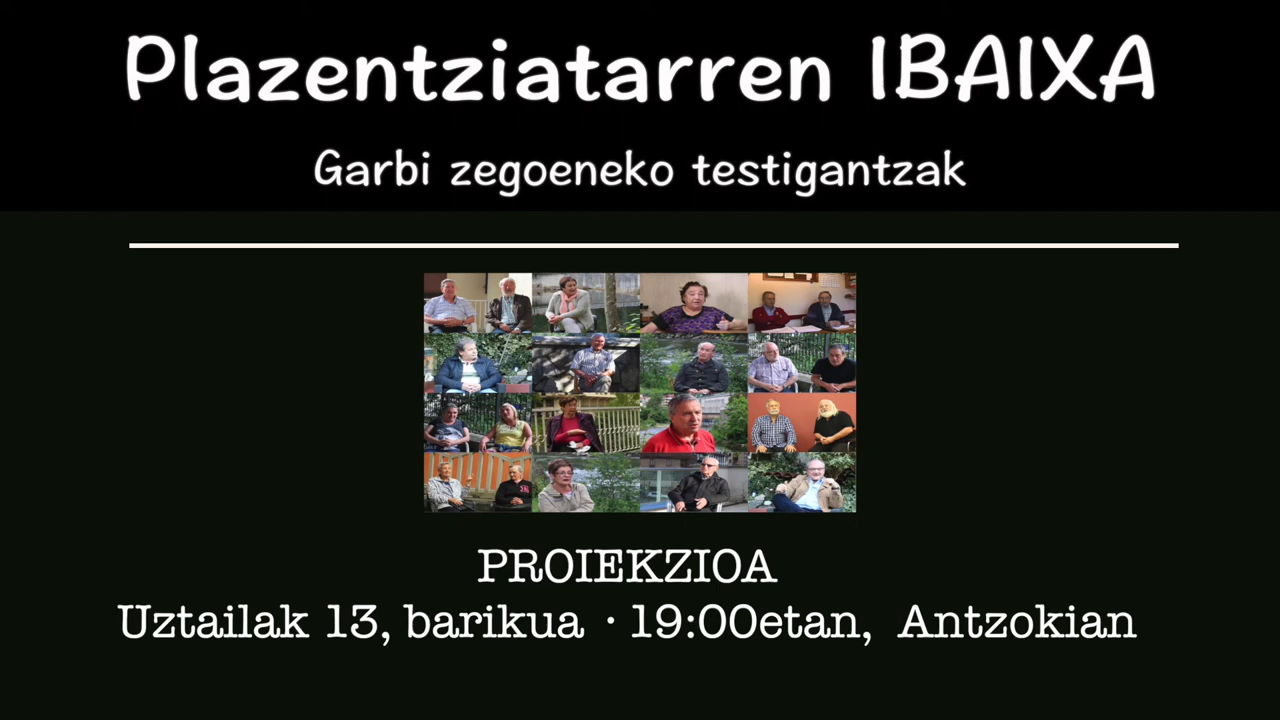 Plazentziatarren IBAIXA
Garbi zegoeneko testigantzak
PROIEKZIOA
Uztailak 13, barikua · 19:00etan, Antzokian